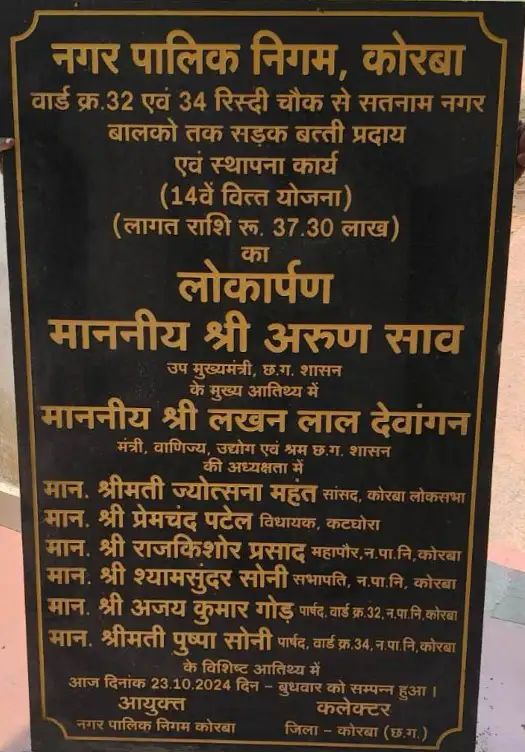 नगर पालिक निगम, कोरबा
वार्ड क्र.32 एवं 34 रिस्दी चौक से सतनाम नगर
बालको तक सड़क बत्ती प्रदाय
एवं स्थापना कार्य
(14वें वित्त योजना)
(लागत राशि रू. 37.30 लाख)
का
लोकार्पण
माननीय श्री अरुण साव
उप मुख्यमंत्री, छ.ग. शासन
के मुख्य आतिथ्य में
माननीय श्री लखन लाल देवांगन
मंत्री, वाणिज्य, उद्योग एवं श्रम छ.ग. शासन
की अध्यक्षता में
मान. श्रीमती ज्योत्सना महंत सांसद, कोरबा लोकसभा
मान. श्री प्रेमचंद पटेल विधायक, कटघोरा
मान. श्री राजकिशोर प्रसाद महापौर,न.पा.नि,कोरबा
मान. श्री श्यामसुंदर सोनी सभापति, न.पा.नि, कोरबा
मान. श्री अजय कुमार गोड़ पार्षद, वार्ड क्र.32,न.पा.नि,कोरबा
मान. श्रीमती पुष्पा सोनी पार्षद, वार्ड क्र.34,न.पा.नि,कोरबा
के विशिष्ट आतिथ्य में
आज दिनांक 23.10.2024 दिन – बुधवार को सम्पन्न हुआ ।
आयुक्त कलेक्टर
नगर पालिक निगम कोरबा जिला – कोरबा (छ.ग.)